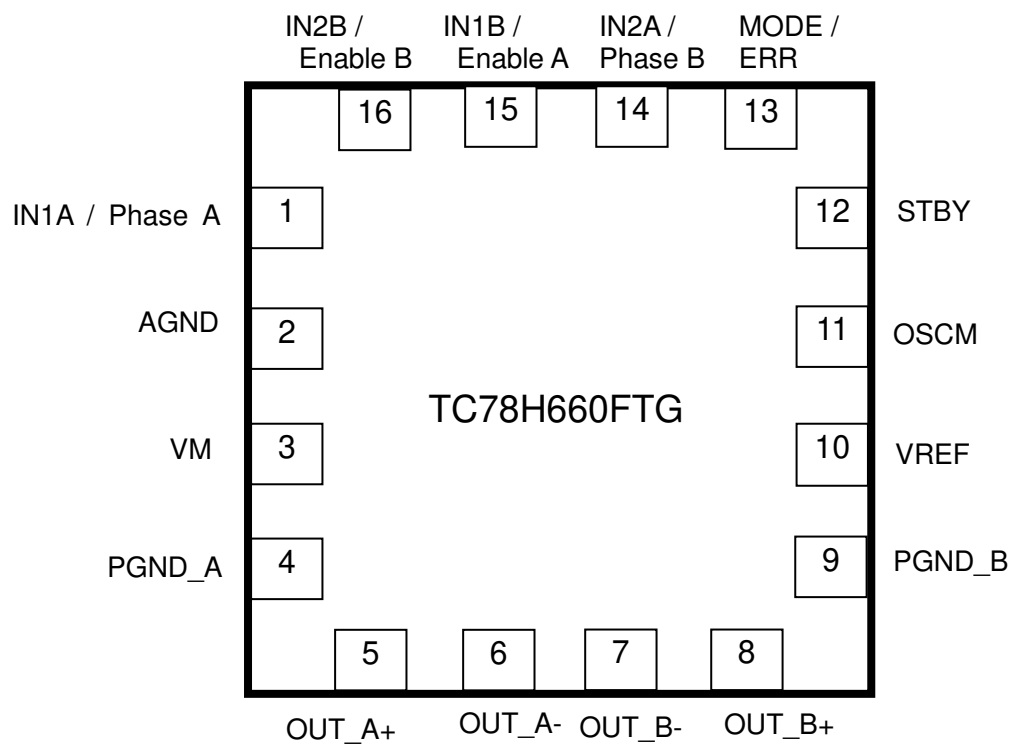 IN2B / Enable B
IN1B / Enable A
IN2A / Phase B
MODE / ERR
16
15
14
13
IN1A / Phase A
1
12
STBY
AGND
2
11
OSCM
TC78H660FTG
VM
3
10
VREF
PGND_A
4
9
PGND_B
5
6
7
8
OUT_A+
OUT_A-
OUT_B-
OUT_B+